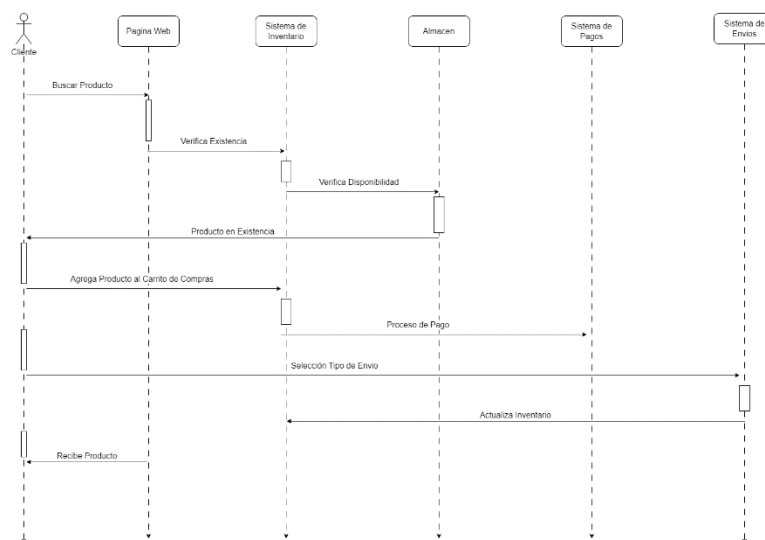 Cliente
Pagina Web
Sistema de
Inventario
Almacen
Sistema de
Pagos
Sistema de
Envios
Buscar Producto
Verifica Existencia
Verifica Disponibilidad
Producto en Existencia
Agrega Producto al Carrito de Compras
Proceso de Pago
Selección Tipo de Envio
Actualiza Inventario
Recibe Producto